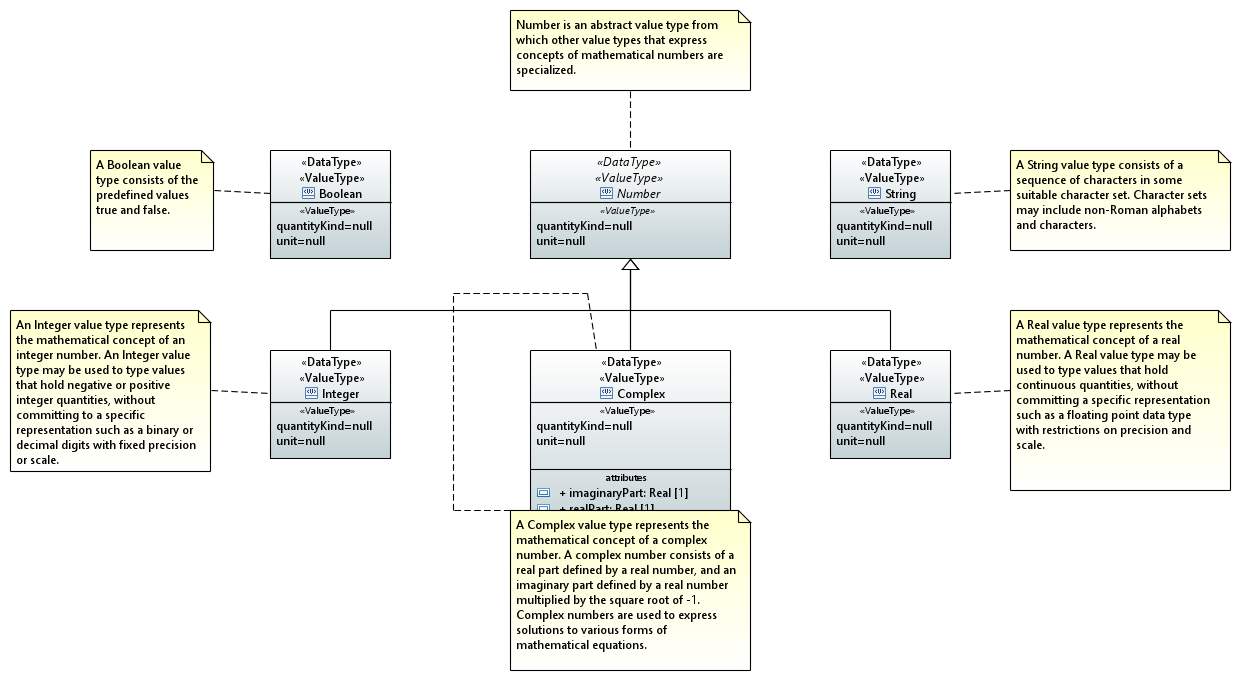 Number is an abstract value type from
which other value types that express
concepts of mathematical numbers are
specialized.
A Boolean value
type consists of the
predefined values
true and false.
«DataType»
«ValueType»
Boolean
«ValueType»
quantityKind=null
unit=null
«DataType»
«ValueType»
Number
«ValueType»
quantityKind=null
unit=null
«DataType»
«ValueType»
String
«ValueType»
quantityKind=null
unit=null
A String value type consists of a
sequence of characters in some
suitable character set. Character sets
may include non-Roman alphabets
and characters.
An Integer value type represents
the mathematical concept of an
integer number. An Integer value
type may be used to type values
that hold negative or positive
integer quantities, without
committing to a specific
representation such as a binary or
decimal digits with fixed precision
or scale.
«DataType»
«ValueType»
Integer
«ValueType»
quantityKind=null
unit=null
«DataType»
«ValueType»
Complex
«ValueType»
quantityKind=null
unit=null
attributes
+ imaginaryPart: Real [1]
+ realPart: Real [1]
«DataType»
«ValueType»
Real
«ValueType»
quantityKind=null
unit=null
A Real value type represents the
mathematical concept of a real
number. A Real value type may be
used to type values that hold
continuous quantities, without
committing a specific representation
such as a floating point data type
with restrictions on precision and
scale.
A Complex value type represents the
mathematical concept of a complex
number. A complex number consists of a
real part defined by a real number, and an
imaginary part defined by a real number
multiplied by the square root of -1.
Complex numbers are used to express
solutions to various forms of
mathematical equations.